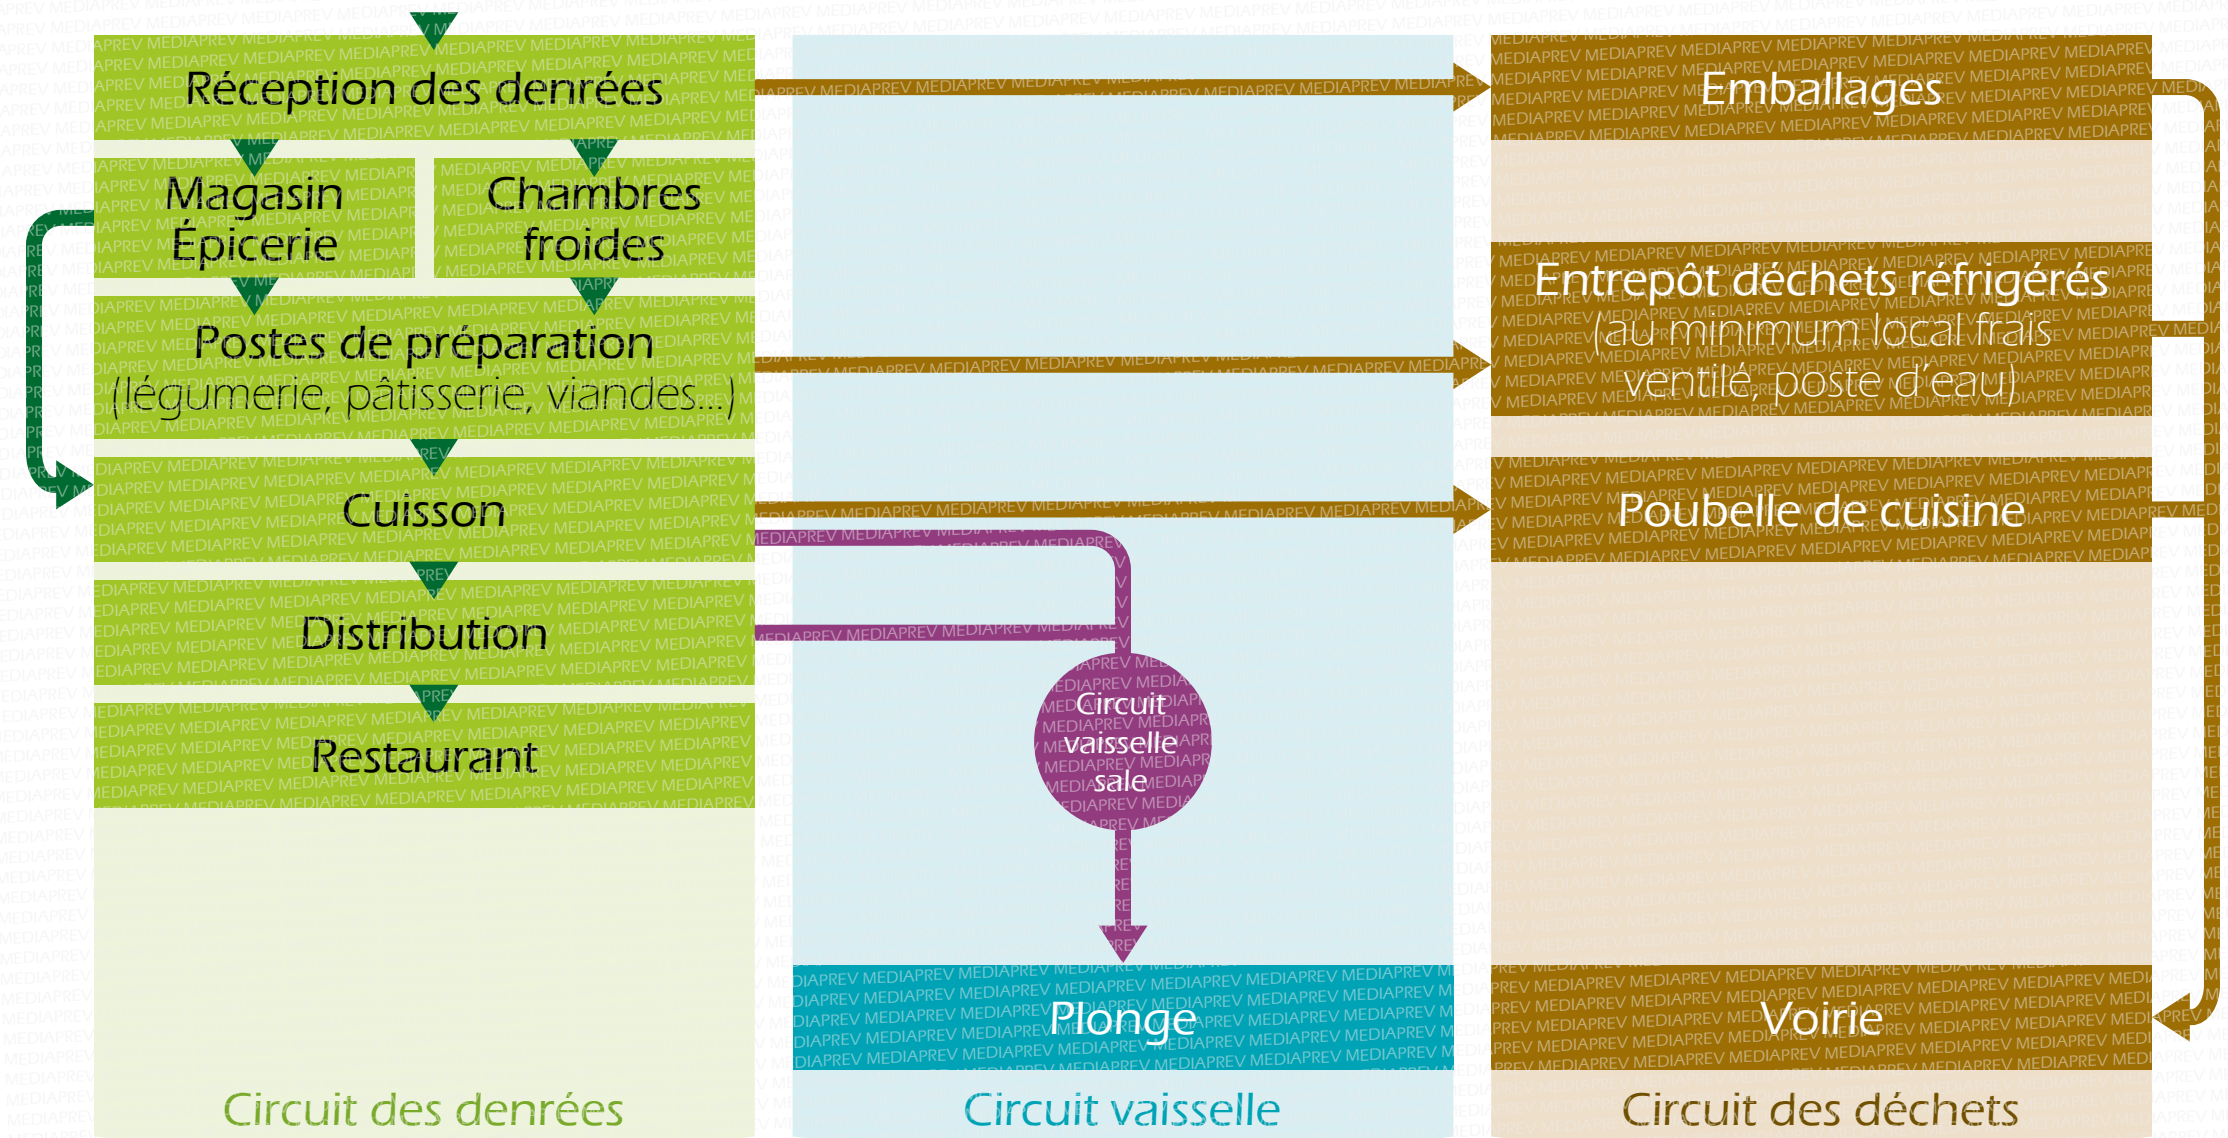 Réception des denrées
Emballages
Magasin
Épicerie
Chambres
froides
Entrepôt déchets réfrigérés
(au minimum local frais
ventilé, poste d'eau)
Postes de préparation
(légumerie, pâtisserie, viandes...)
Cuisson
Poubelle de cuisine
Distribution
Restaurant
Circuit
vaisselle
sale
Plonge
Voirie
Circuit des denrées
Circuit vaisselle
Circuit des déchets
MEDIAPREV